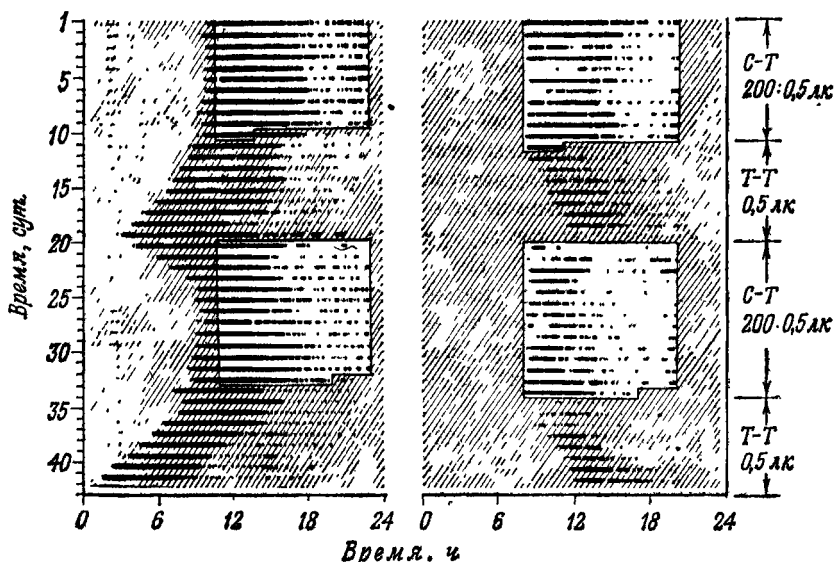 1
5
10
15
20
25
30
35
40
Время, сут.
0 6 12 18 24
0 6 12 18 24
Время, ч
С-Т
200:0,5 лк
Т-Т
0,5 лк
С-Т
200:0,5 лк
Т-Т
0,5 лк